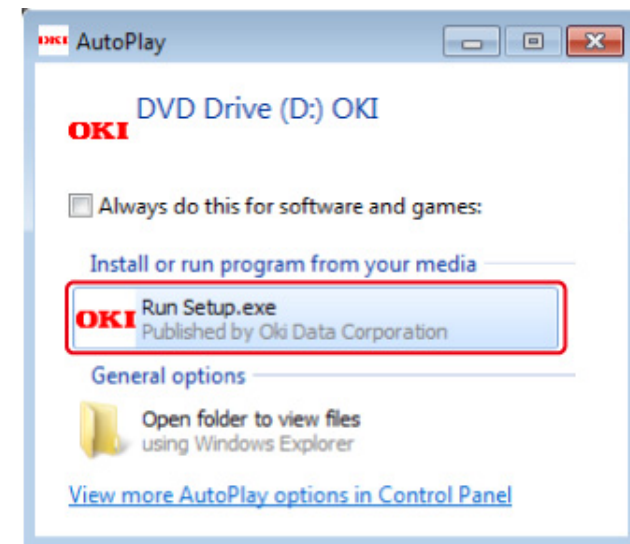 OKI AutoPlay
DVD Drive (D:) OKI
OKI
Always do this for software and games:
Install or run program from your media
OKI Run Setup.exe
Published by Oki Data Corporation
General options
Open folder to view files
using Windows Explorer
View more AutoPlay options in Control Panel